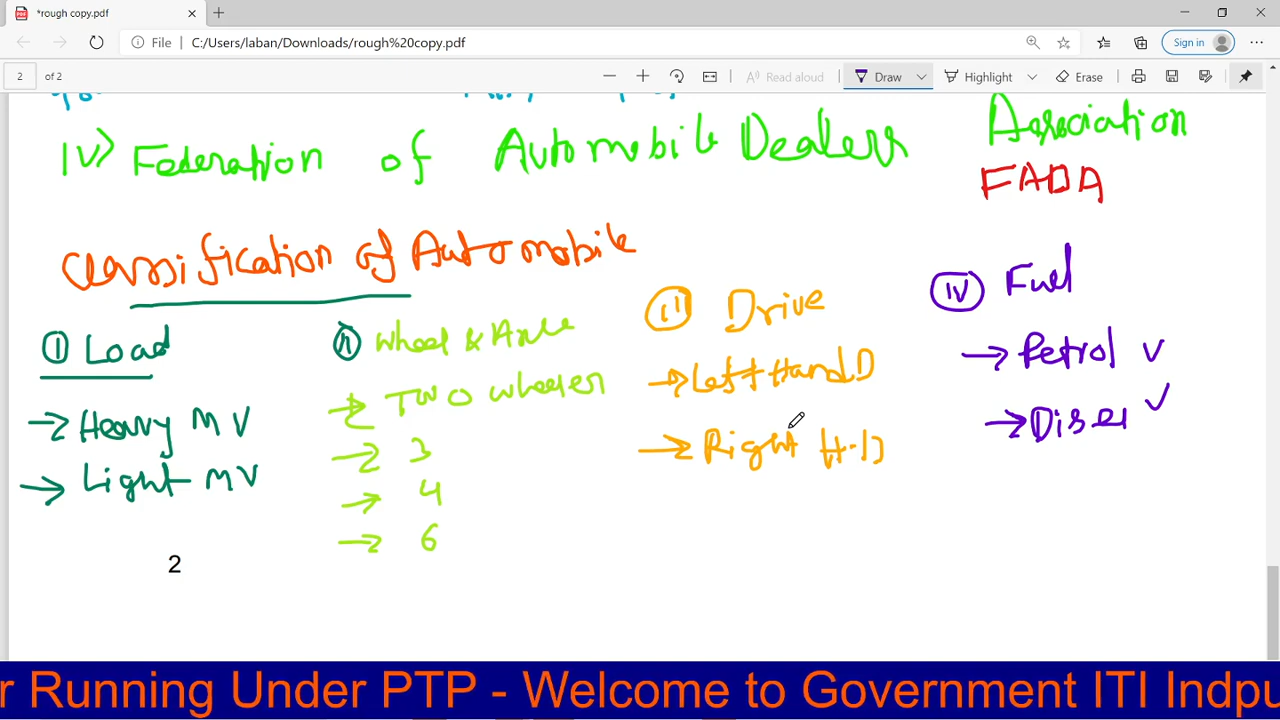 *rough copy.pdf
File C:/Users/laban/Downloads/rough%20copy.pdf
Sign in
2 of 2
Read aloud Draw Highlight Erase
iv) Federation of Automobile Dealers Association
FADA
Classification of Automobile
i Load
→ Heavy MV
→ Light MV
ii Wheel & Axle
→ Two wheeler
→ 3
→ 4
→ 6
iii Drive
→ Left Hand D
→ Right H.D
iv Fuel
→ Petrol ✓
→ Disel ✓
2
r Running Under PTP - Welcome to Government ITI Indpu